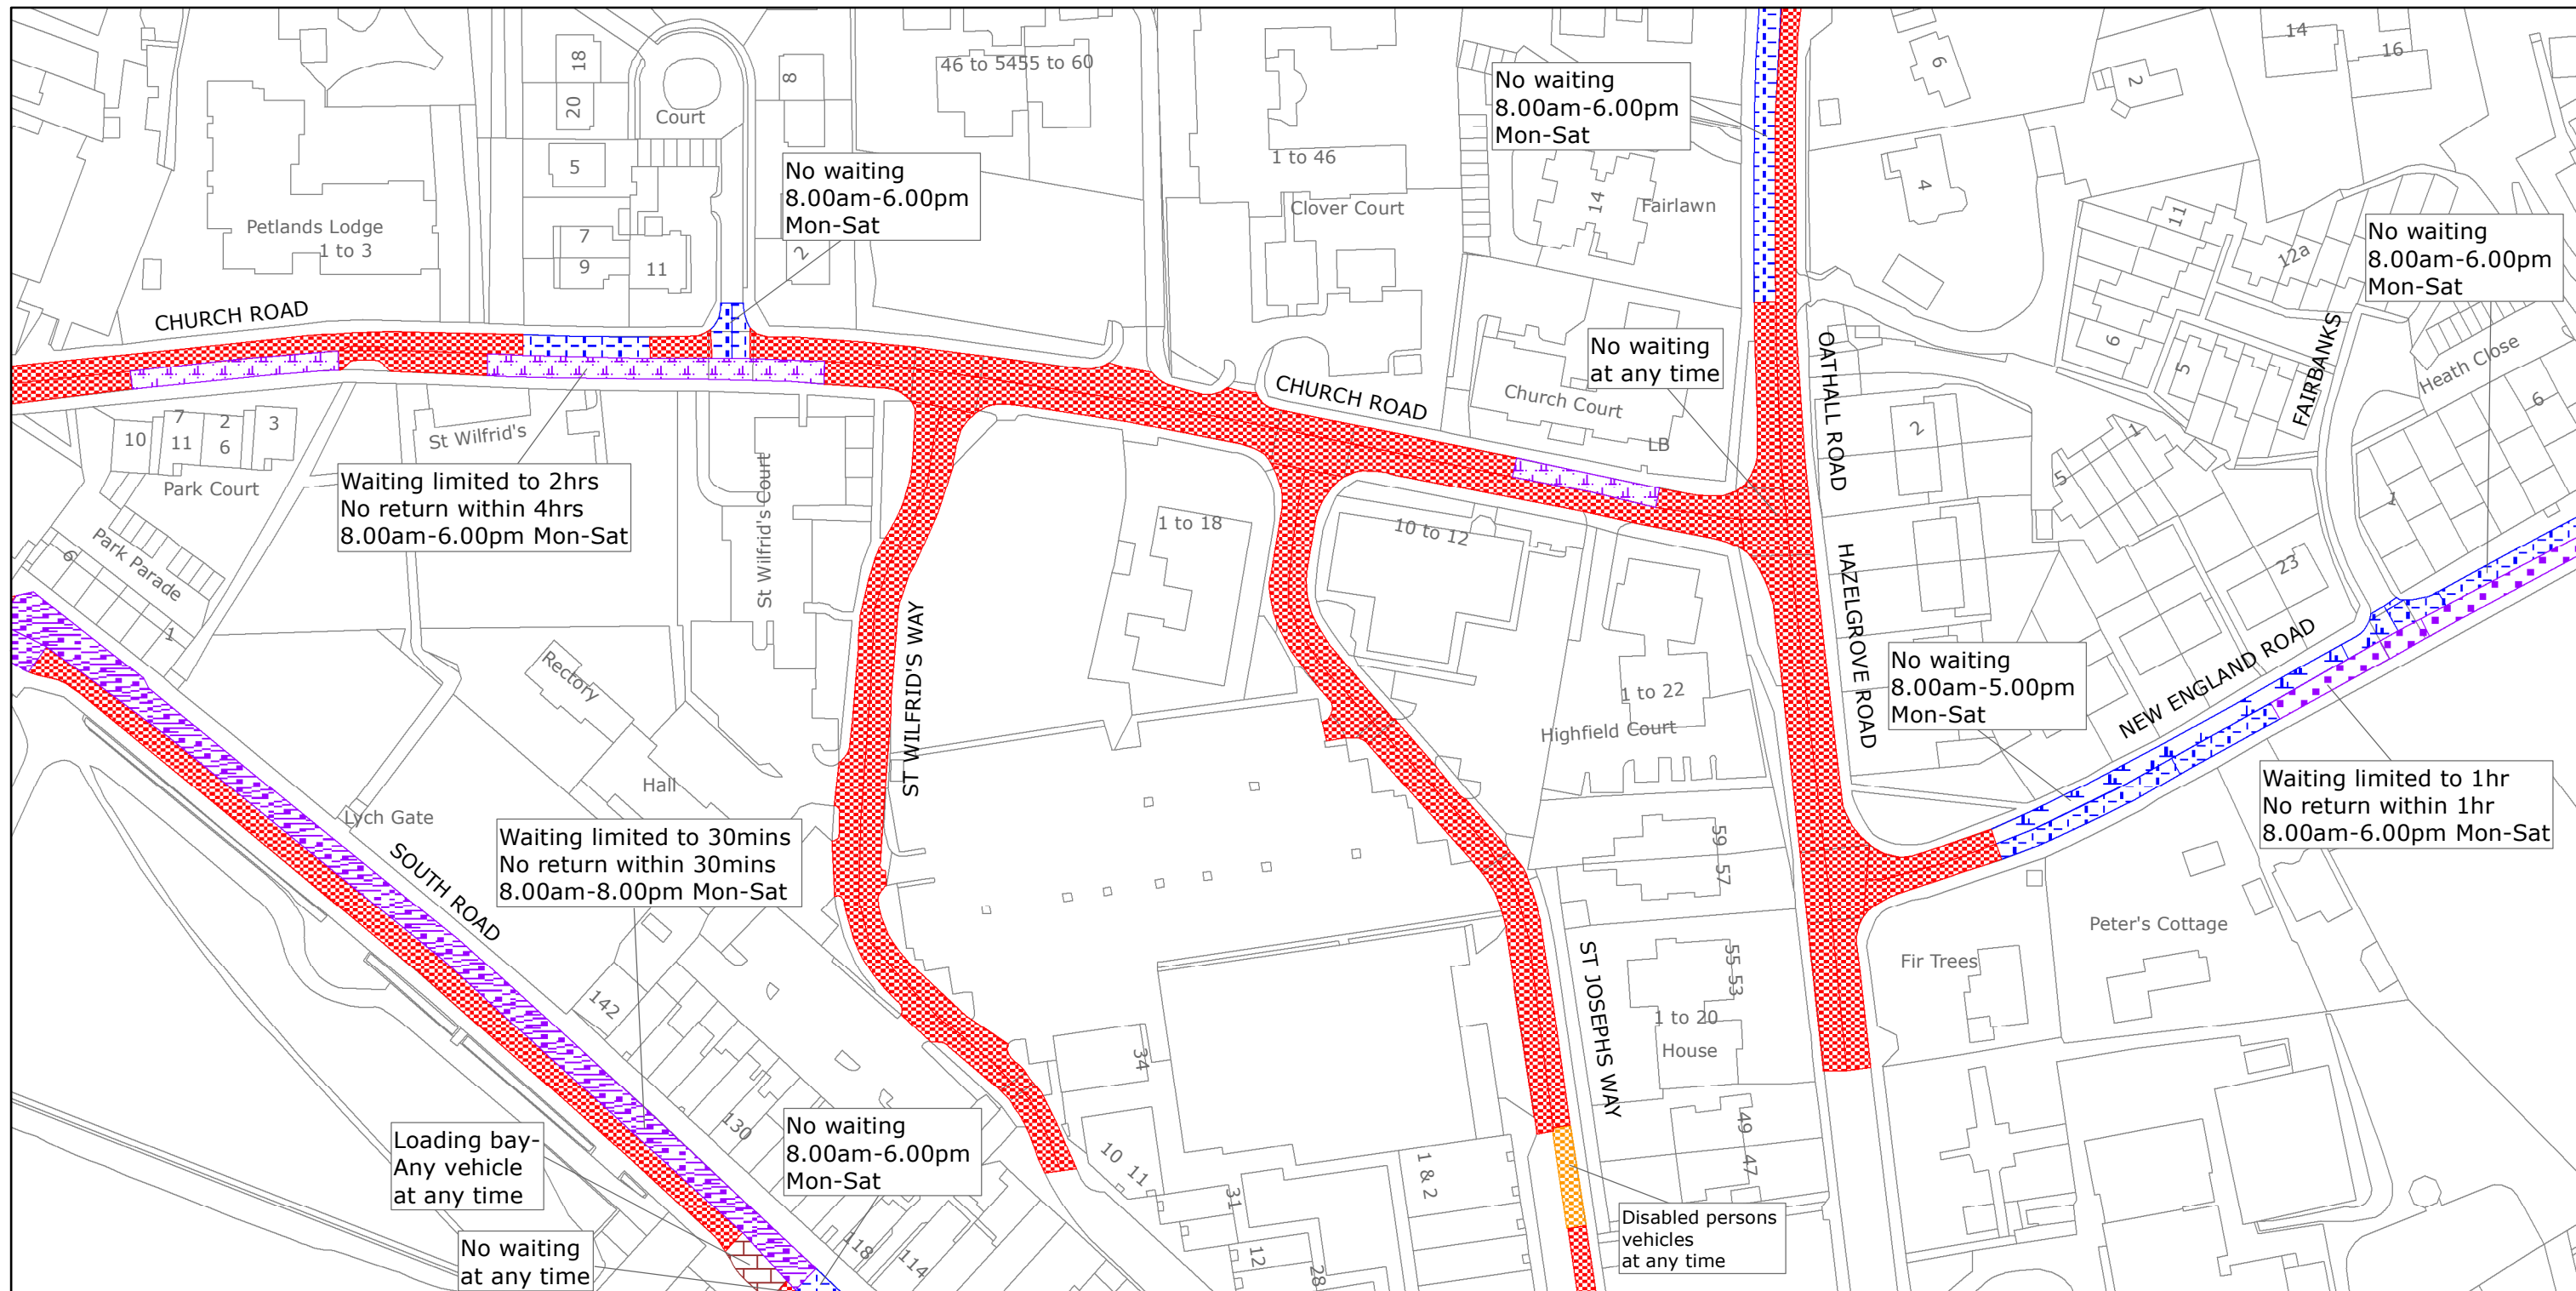 18
20
Court
8
46 to 54
55 to 60
No waiting
8.00am-6.00pm
Mon-Sat
6
2
14
16
5
No waiting
8.00am-6.00pm
Mon-Sat
1 to 46
14
Fairlawn
4
Clover Court
Petlands Lodge
1 to 3
7
9
11
2
11
12a
No waiting
8.00am-6.00pm
Mon-Sat
CHURCH ROAD
6
5
FAIRBANKS
Heath Close
6
1
No waiting
at any time
OATHALL ROAD
CHURCH ROAD
Church Court
LB
2
1
5
10
7
11
2
6
3
St Wilfrid's
Park Court
Waiting limited to 2hrs
No return within 4hrs
8.00am-6.00pm Mon-Sat
St Wilfrid's Court
1 to 18
10 to 12
23
6
Park Parade
1
HAZELGROVE ROAD
Rectory
ST WILFRID'S WAY
1 to 22
Highfield Court
No waiting
8.00am-5.00pm
Mon-Sat
NEW ENGLAND ROAD
Hall
Lych Gate
SOUTH ROAD
Waiting limited to 30mins
No return within 30mins
8.00am-8.00pm Mon-Sat
59
57
Waiting limited to 1hr
No return within 1hr
8.00am-6.00pm Mon-Sat
Peter's Cottage
Fir Trees
55
53
142
1 to 20
House
ST JOSEPHS WAY
34
130
49
47
Loading bay-
Any vehicle
at any time
No waiting
8.00am-6.00pm
Mon-Sat
10
11
31
1 & 2
Disabled persons
vehicles
at any time
No waiting
at any time
118
114
12
28